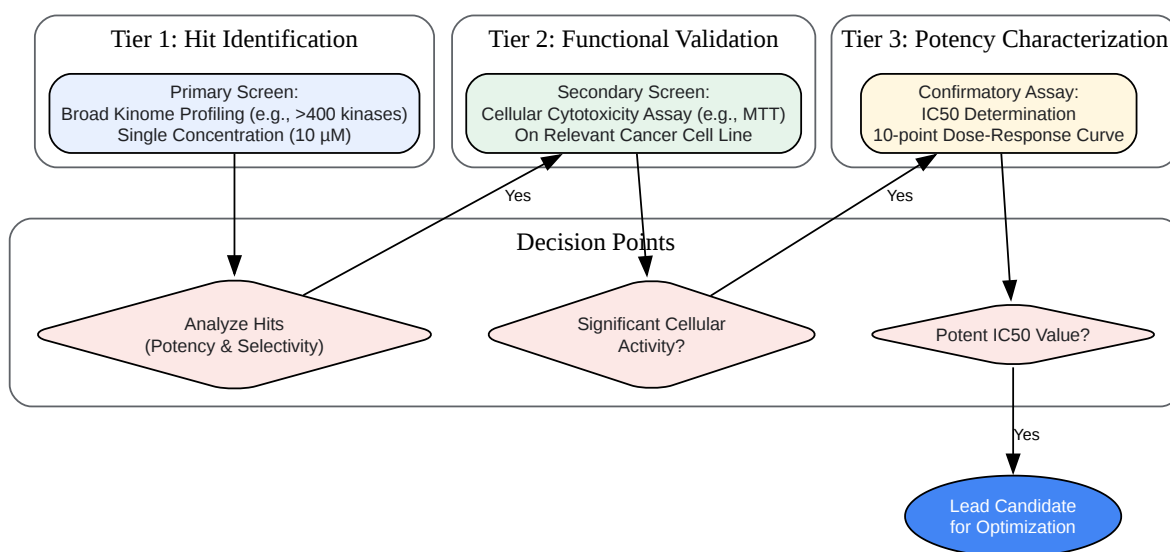 Tier 1: Hit Identification
Primary Screen:
Broad Kinome Profiling (e.g., >400 kinases)
Single Concentration (10 µM)
Tier 2: Functional Validation
Secondary Screen:
Cellular Cytotoxicity Assay (e.g., MTT)
On Relevant Cancer Cell Line
Tier 3: Potency Characterization
Confirmatory Assay:
IC50 Determination
10-point Dose-Response Curve
Yes
Yes
Decision Points
Analyze Hits
(Potency & Selectivity)
Significant Cellular
Activity?
Potent IC50 Value?
Yes
Lead Candidate
for Optimization